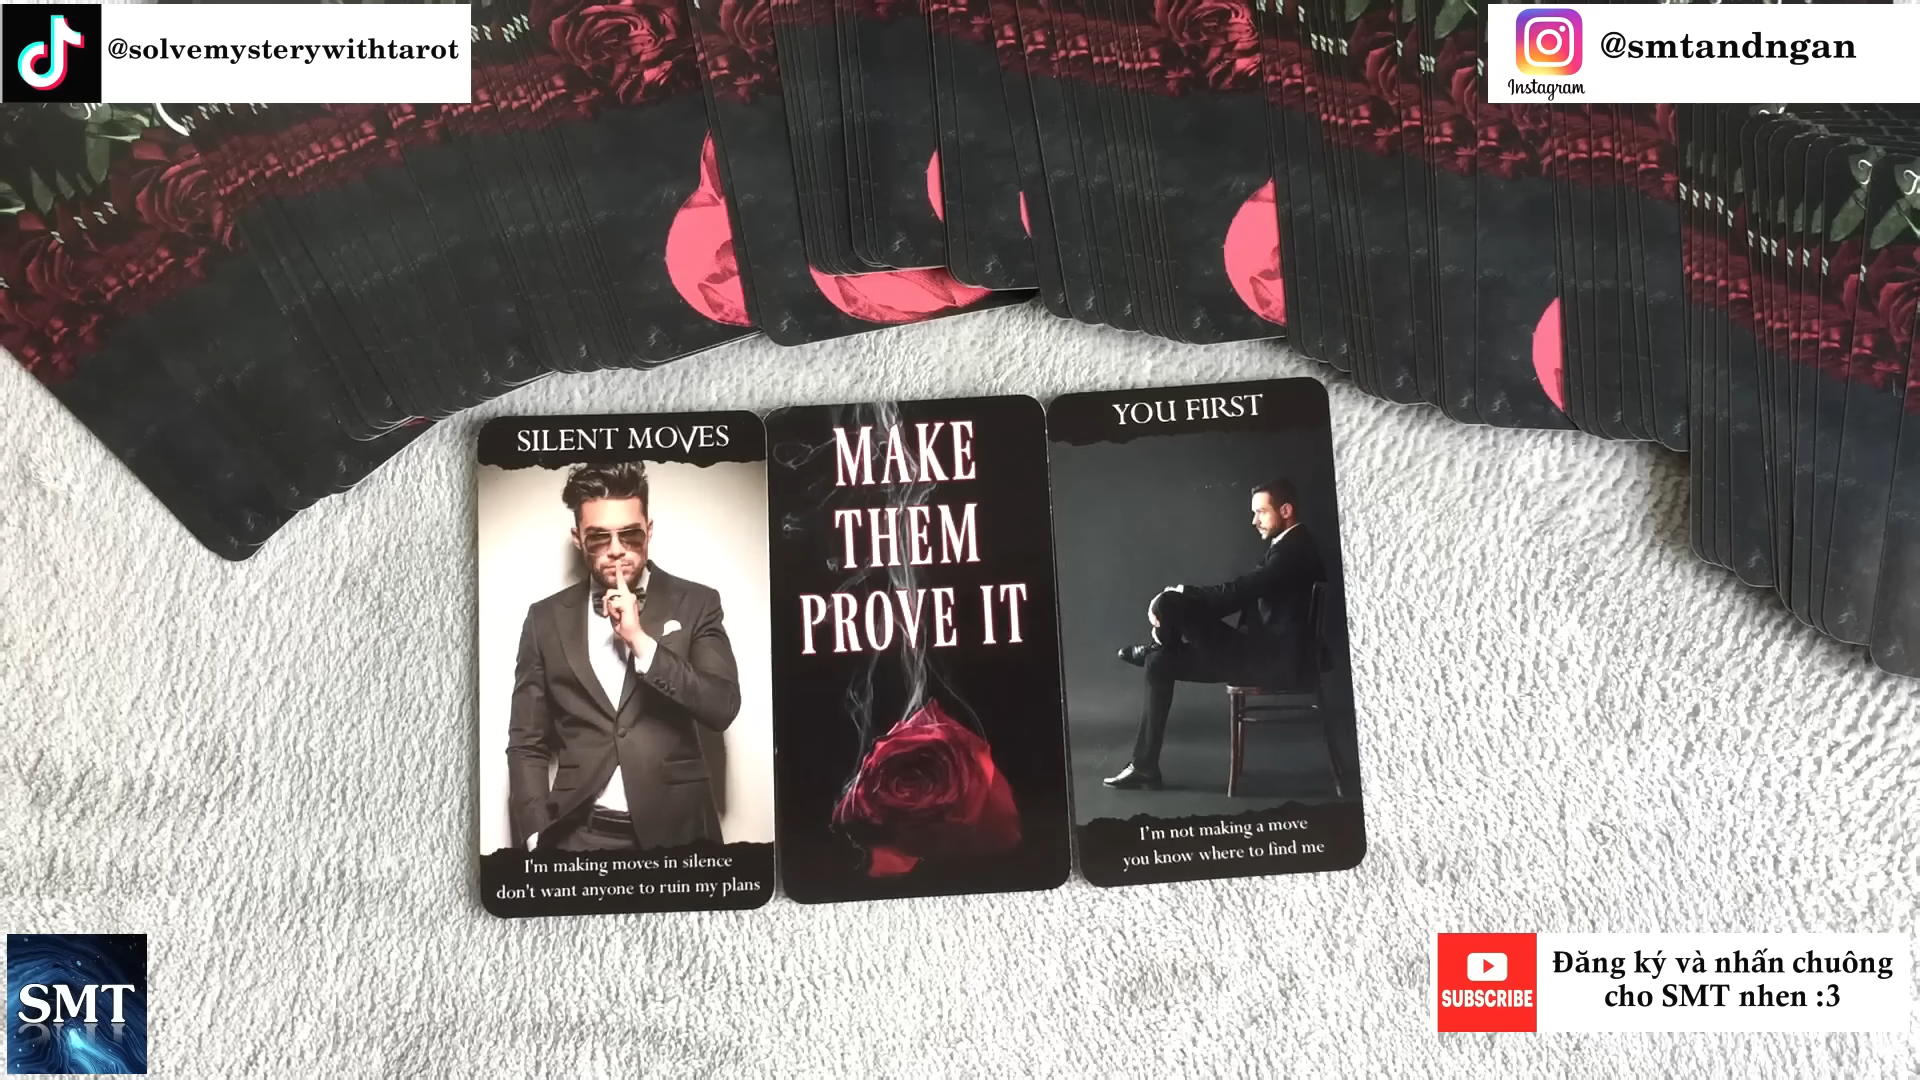 @solvemysterywithtarot
Instagram
@smtandngan
SILENT MOVES
I'm making moves in silence
don't want anyone to ruin my plans
MAKE
THEM
PROVE IT
YOU FIRST
I'm not making a move
you know where to find me
SMT
SUBSCRIBE
Đăng ký và nhấn chuông
cho SMT nhen :3